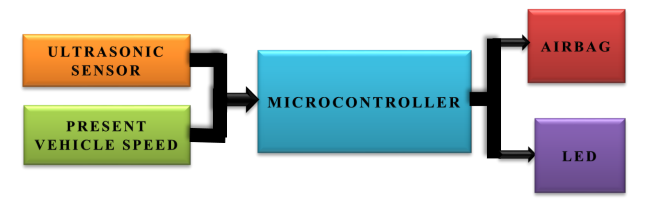 ULTRASONIC
SENSOR
PRESENT
VEHICLE SPEED
MICROCONTROLLER
AIRBAG
LED